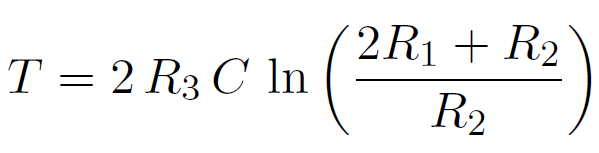 T = 2 R₃ C ln( (2R₁ + R₂) / R₂ )